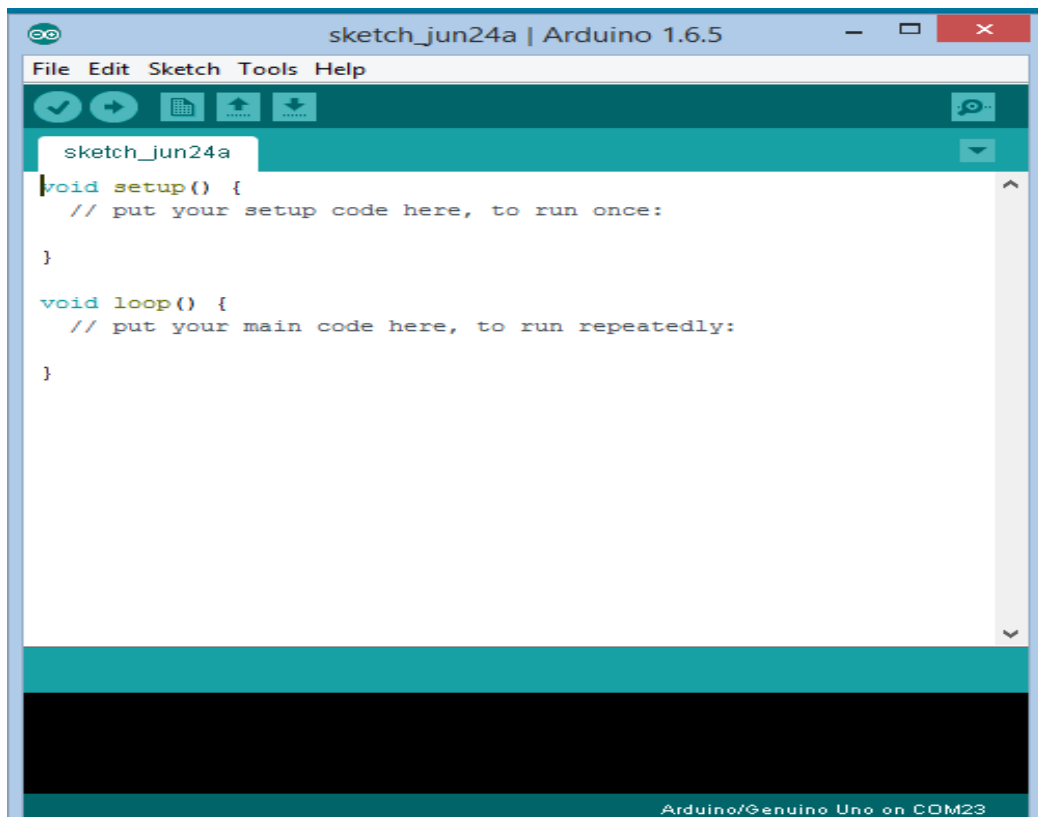 sketch_jun24a | Arduino 1.6.5
File Edit Sketch Tools Help
sketch_jun24a
void setup() {
  // put your setup code here, to run once:
}
void loop() {
  // put your main code here, to run repeatedly:
}
Arduino/Genuino Uno on COM23